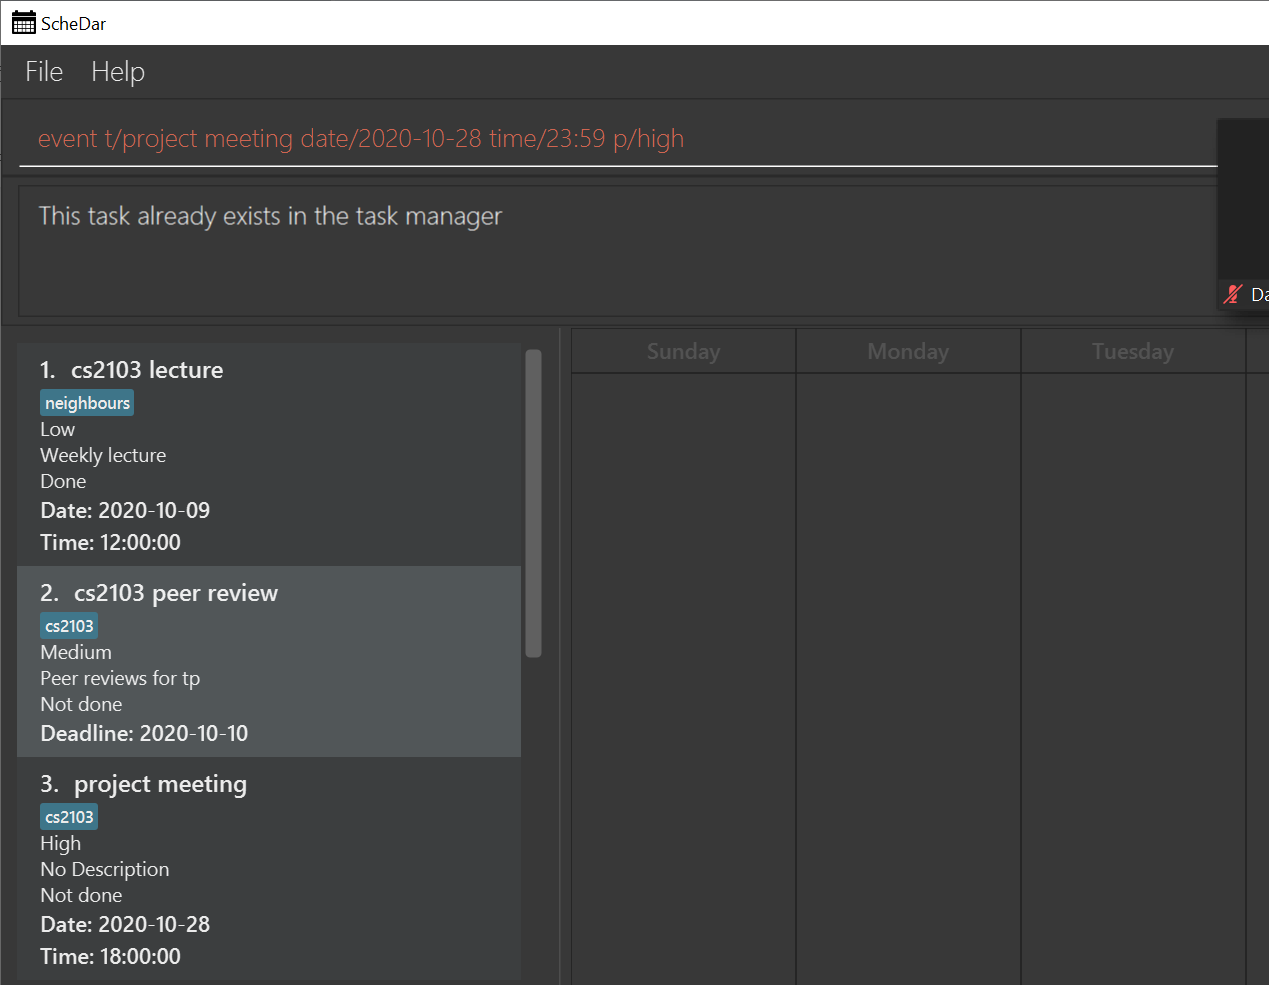 ScheDar
File Help
event t/project meeting date/2020-10-28 time/23:59 p/high
This task already exists in the task manager
Sunday Monday Tuesday
1. cs2103 lecture
neighbours
Low
Weekly lecture
Done
Date: 2020-10-09
Time: 12:00:00
2. cs2103 peer review
cs2103
Medium
Peer reviews for tp
Not done
Deadline: 2020-10-10
3. project meeting
cs2103
High
No Description
Not done
Date: 2020-10-28
Time: 18:00:00